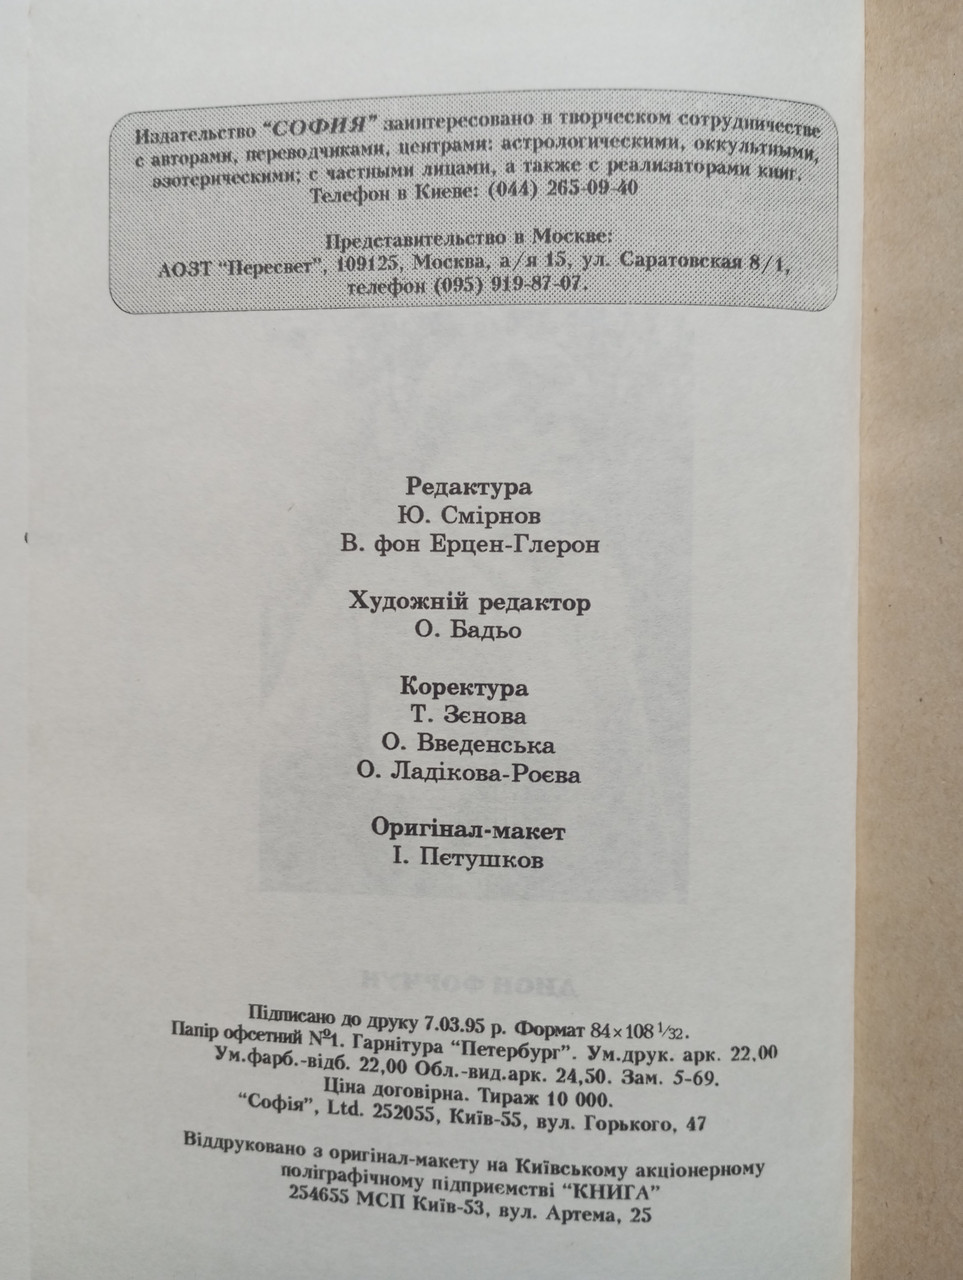 Издательство "СОФИЯ" заинтересовано в творческом сотрудничестве
с авторами, переводчиками, центрами: астрологическими, оккультными,
эзотерическими; с частными лицами, а также с реализаторами книг.
Телефон в Киеве: (044) 265-09-40
Представительство в Москве:
АОЗТ "Пересвет", 109125, Москва, а/я 15, ул. Саратовская 8/1,
телефон (095) 919-87-07.
Редактура
Ю. Смірнов
В. фон Ерцен-Глерон
Художній редактор
О. Бадьо
Коректура
Т. Зєнова
О. Введенська
О. Ладікова-Роєва
Оригінал-макет
І. Пєтушков
Підписано до друку 7.03.95 р. Формат 84×108 1/32.
Папір офсетний №1. Гарнітура "Петербург". Ум.друк. арк. 22,00
Ум.фарб.-відб. 22,00 Обл.-вид.арк. 24,50. Зам. 5-69.
Ціна договірна. Тираж 10 000.
"Софія", Ltd. 252055, Київ-55, вул. Горького, 47
Віддруковано з оригінал-макету на Київському акціонерному
поліграфічному підприємстві "КНИГА"
254655 МСП Київ-53, вул. Артема, 25